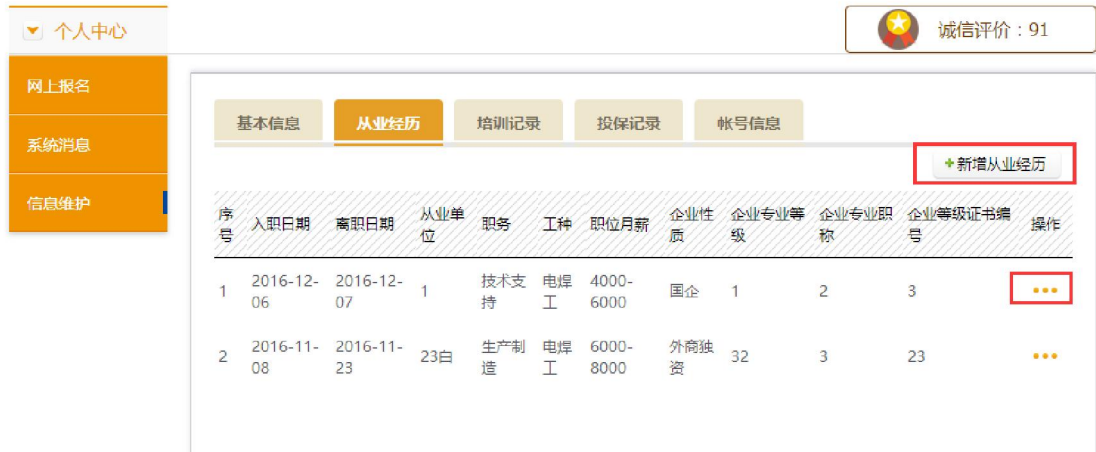 个人中心
诚信评价：91
网上报名
系统消息
信息维护
基本信息 从业经历 培训记录 投保记录 帐号信息
+新增从业经历
序号 入职日期 离职日期 从业单位 职务 工种 职位月薪 企业性质 企业专业等级 企业专业职称 企业等级证书编号 操作
1 2016-12-06 2016-12-07 1 技术支持 电焊工 4000-6000 国企 1 2 3
2 2016-11-08 2016-11-23 23白 生产制造 电焊工 6000-8000 外商独资 32 3 23